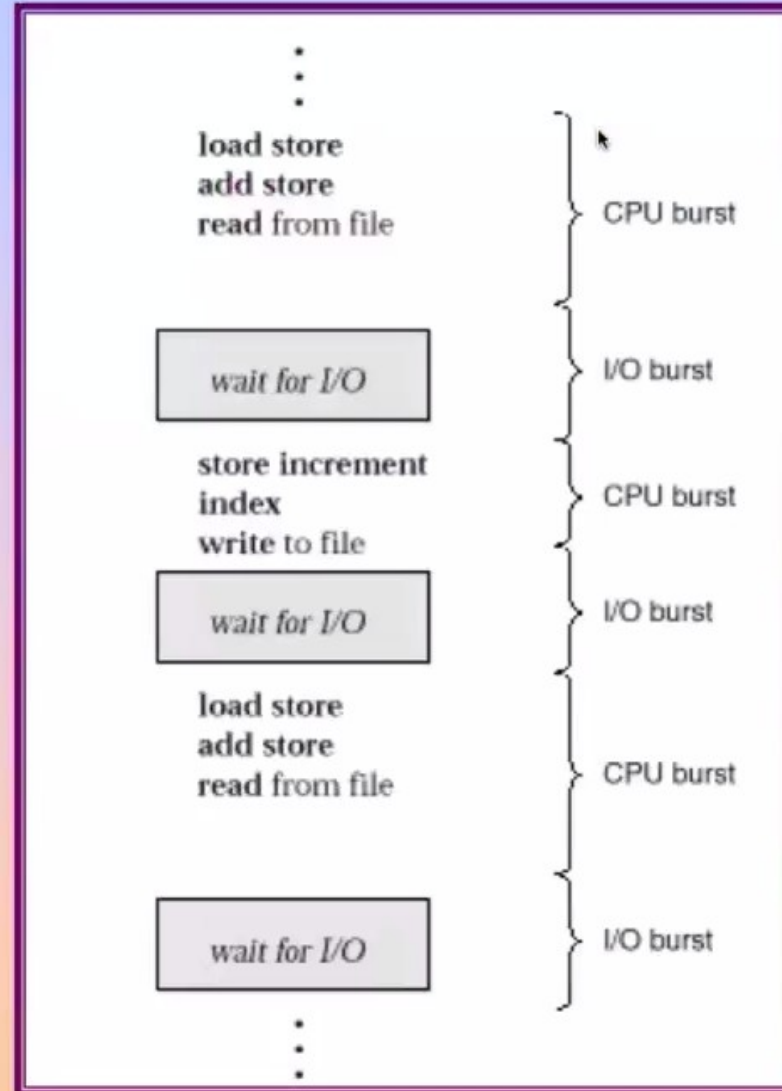 load store
add store
read from file
CPU burst
wait for I/O
I/O burst
store increment
index
write to file
CPU burst
wait for I/O
I/O burst
load store
add store
read from file
CPU burst
wait for I/O
I/O burst